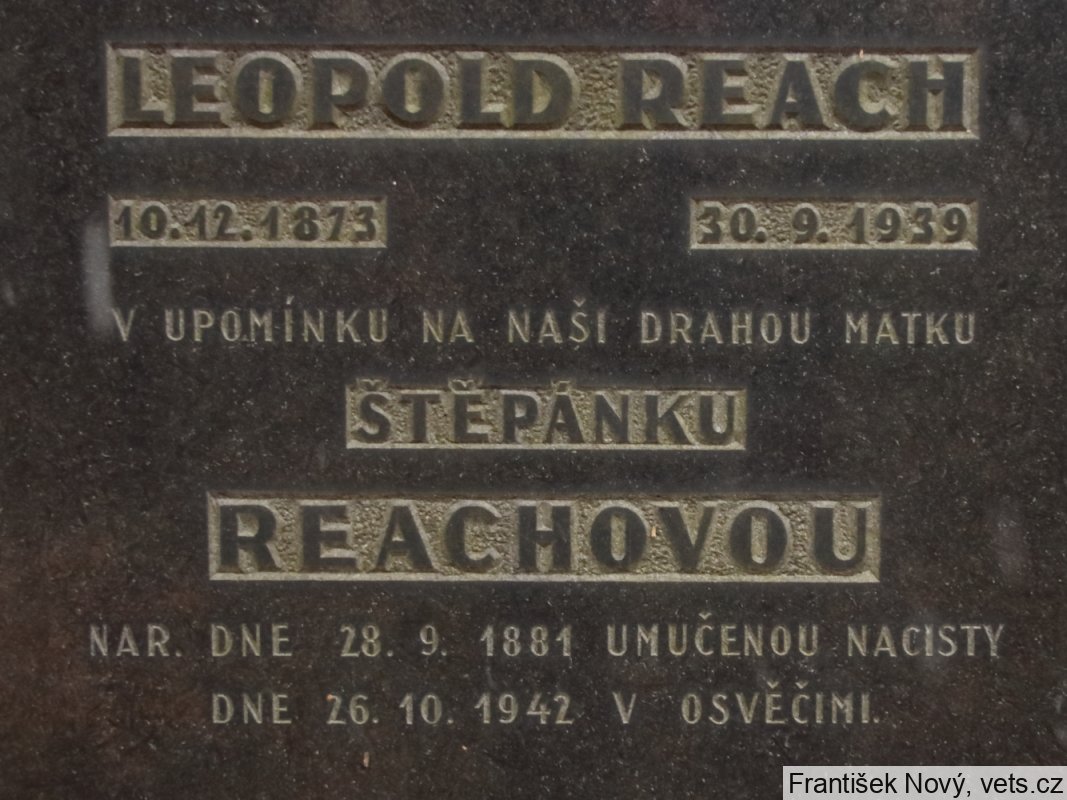 LEOPOLD REACH
10.12.1873 30. 9. 1939
V UPOMÍNKU NA NAŠI DRAHOU MATKU
ŠTĚPÁNKU
REACHOVOU
NAR. DNE 28. 9. 1881 UMUČENOU NACISTY
DNE 26. 10. 1942 V OSVĚČIMI.
František Nový, vets.cz